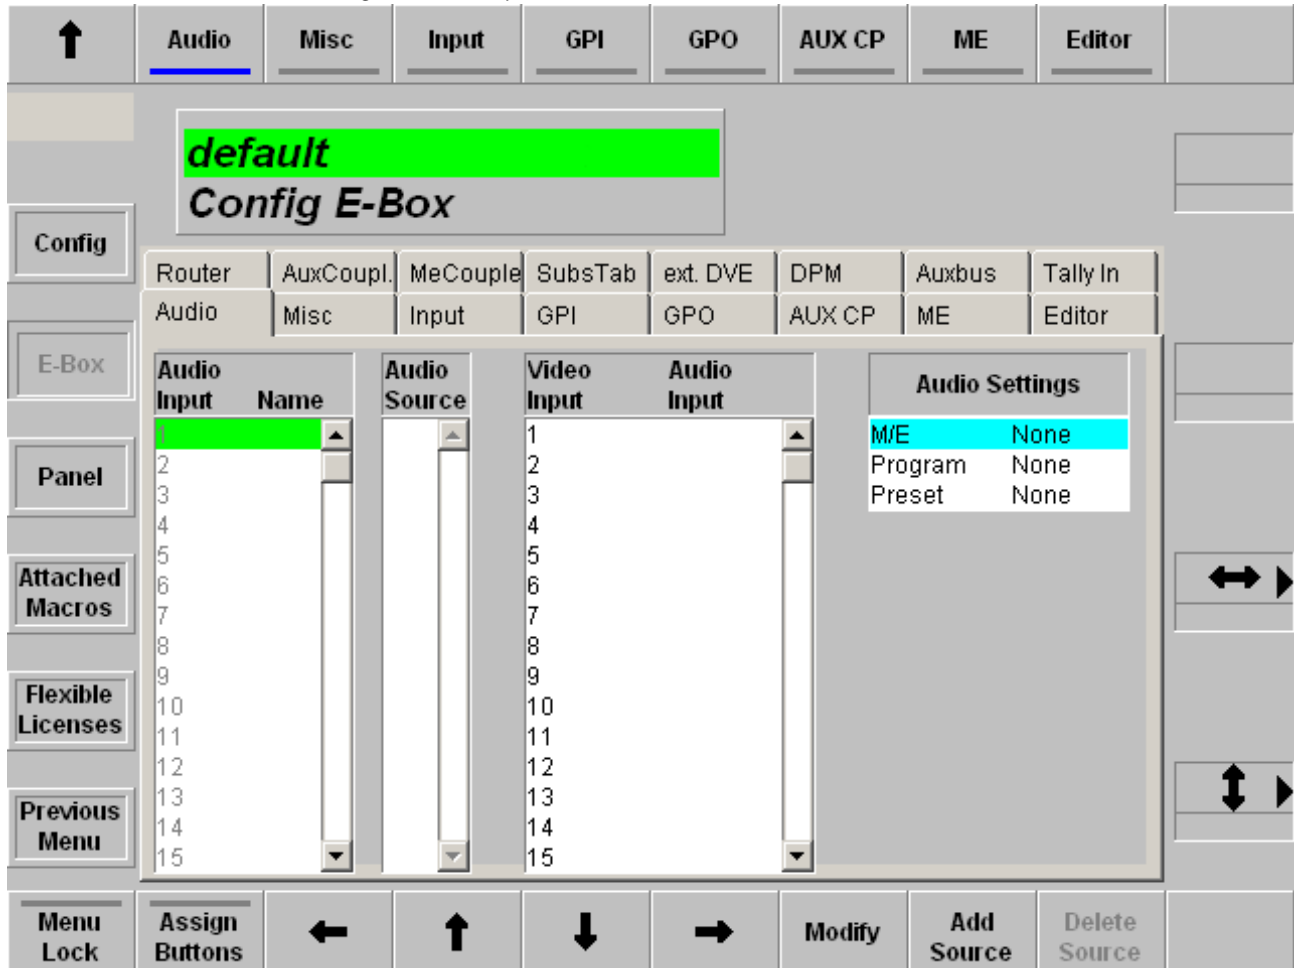 Audio Misc Input GPI GPO AUX CP ME Editor
default
Config E-Box
Config
E-Box
Panel
Attached
Macros
Flexible
Licenses
Previous
Menu
Router AuxCoupl. MeCouple SubsTab ext. DVE DPM Auxbus Tally In
Audio Misc Input GPI GPO AUX CP ME Editor
Audio
Input Name
1
2
3
4
5
6
7
8
9
10
11
12
13
14
15
Audio
Source
Video Audio
Input Input
1
2
3
4
5
6
7
8
9
10
11
12
13
14
15
Audio Settings
M/E None
Program None
Preset None
Menu
Lock
Assign
Buttons
Modify
Add
Source
Delete
Source